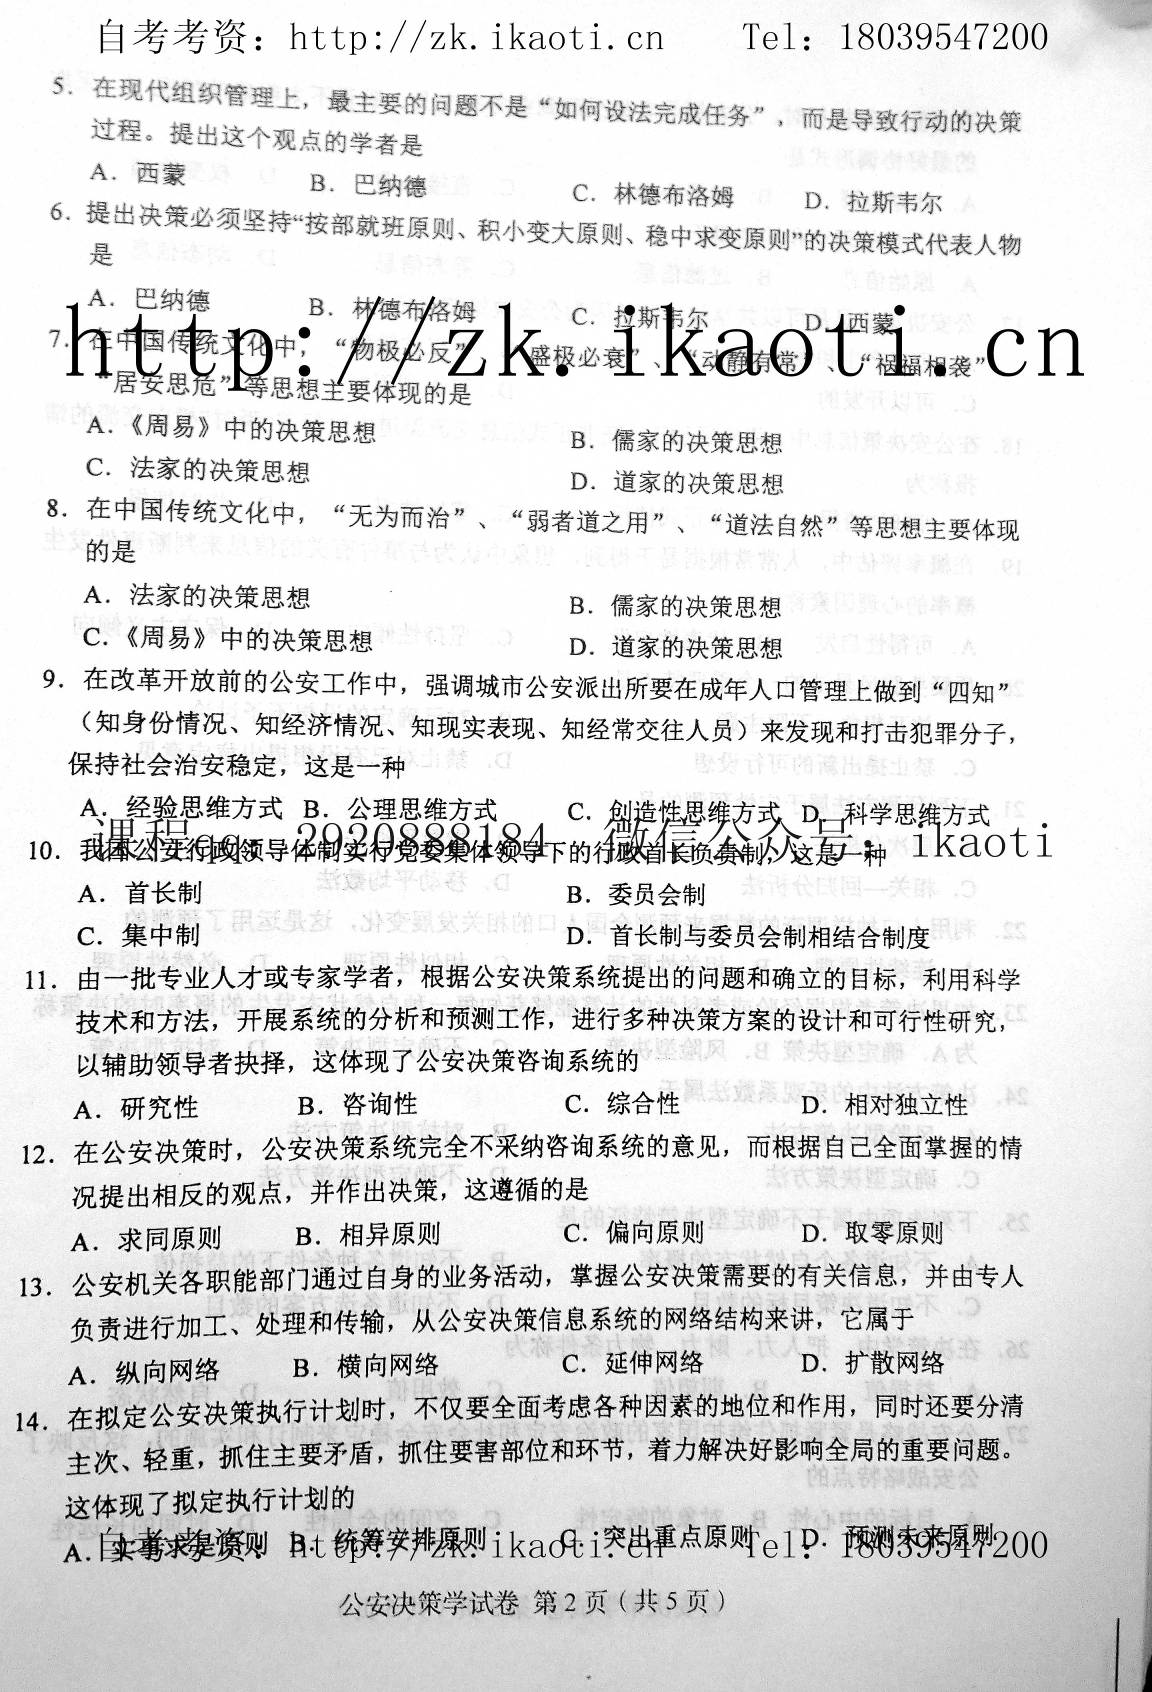 自考考资：http://zk.ikaoti.cn Tel：18039547200
5．在现代组织管理上，最主要的问题不是“如何设法完成任务”，而是导致行动的决策
过程。提出这个观点的学者是
A．西蒙 B．巴纳德 C．林德布洛姆 D．拉斯韦尔
6．提出决策必须坚持“按部就班原则、积小变大原则、稳中求变原则”的决策模式代表人物
是
A．巴纳德 B．林德布洛姆 C．拉斯韦尔 D．西蒙
http://zk.ikaoti.cn
7．在中国传统文化中，“物极必反”、“盛极必衰”、“动静有常”、“祸福相袭”
“居安思危”等思想主要体现的是
A．《周易》中的决策思想 B．儒家的决策思想
C．法家的决策思想 D．道家的决策思想
8．在中国传统文化中，“无为而治”、“弱者道之用”、“道法自然”等思想主要体现
的是
A．法家的决策思想 B．儒家的决策思想
C．《周易》中的决策思想 D．道家的决策思想
9．在改革开放前的公安工作中，强调城市公安派出所要在成年人口管理上做到“四知”
（知身份情况、知经济情况、知现实表现、知经常交往人员）来发现和打击犯罪分子，
保持社会治安稳定，这是一种
A．经验思维方式 B．公理思维方式 C．创造性思维方式 D．科学思维方式
课程qq：2920888184 微信公众号：ikaoti
10．我国公安行政领导体制实行党委集体领导下的行政首长负责制，这是一种
A．首长制 B．委员会制
C．集中制 D．首长制与委员会制相结合制度
11．由一批专业人才或专家学者，根据公安决策系统提出的问题和确立的目标，利用科学
技术和方法，开展系统的分析和预测工作，进行多种决策方案的设计和可行性研究，
以辅助领导者抉择，这体现了公安决策咨询系统的
A．研究性 B．咨询性 C．综合性 D．相对独立性
12．在公安决策时，公安决策系统完全不采纳咨询系统的意见，而根据自己全面掌握的情
况提出相反的观点，并作出决策，这遵循的是
A．求同原则 B．相异原则 C．偏向原则 D．取零原则
13．公安机关各职能部门通过自身的业务活动，掌握公安决策需要的有关信息，并由专人
负责进行加工、处理和传输，从公安决策信息系统的网络结构来讲，它属于
A．纵向网络 B．横向网络 C．延伸网络 D．扩散网络
14．在拟定公安决策执行计划时，不仅要全面考虑各种因素的地位和作用，同时还要分清
主次、轻重，抓住主要矛盾，抓住要害部位和环节，着力解决好影响全局的重要问题。
这体现了拟定执行计划的
A．实事求是原则 B．统筹安排原则 C．突出重点原则 D．预测未来原则
自考考资：http://zk.ikaoti.cn Tel：18039547200
公安决策学试卷 第2页（共5页）